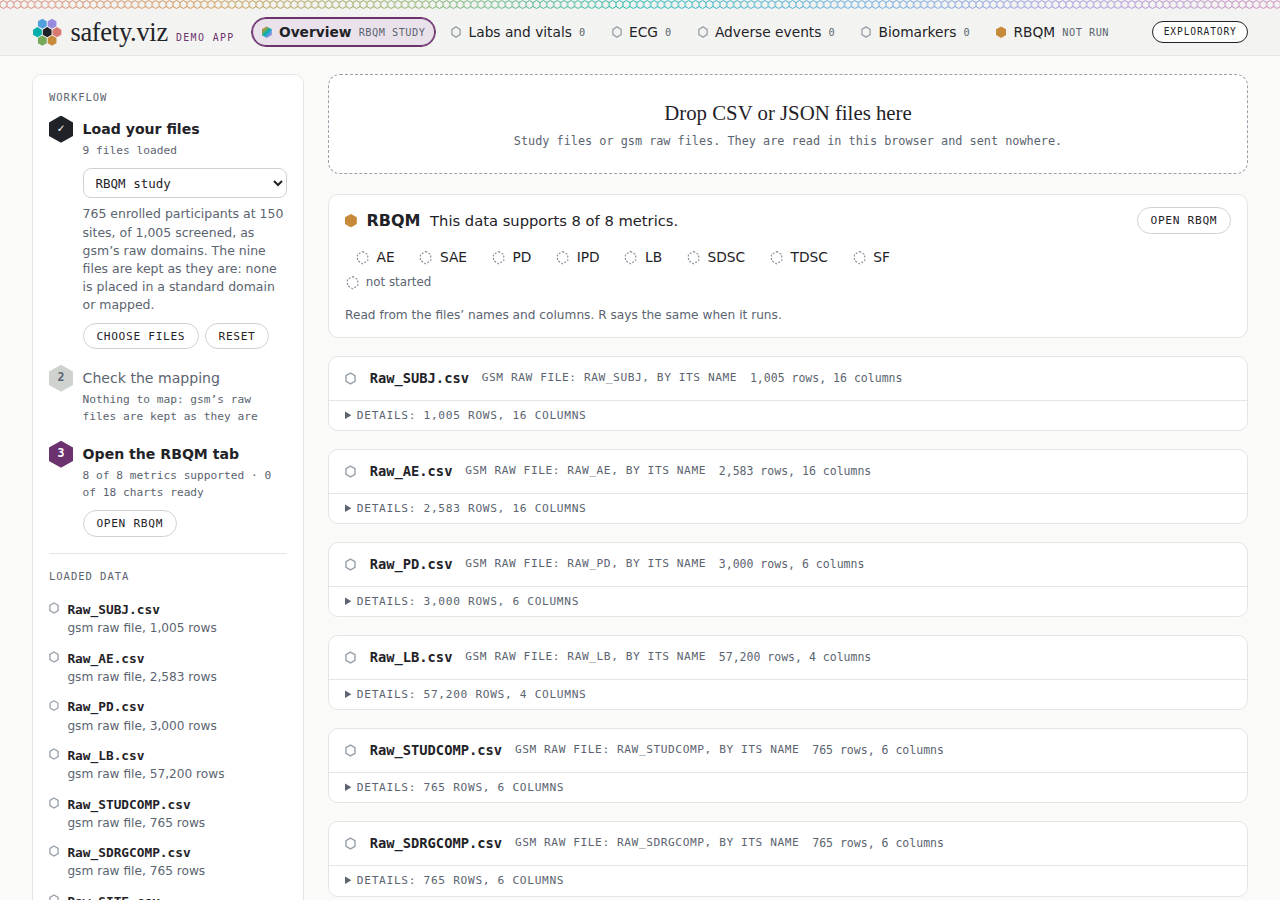 safety.viz DEMO APP
Overview RBQM STUDY
Labs and vitals 0
ECG 0
Adverse events 0
Biomarkers 0
RBQM NOT RUN
EXPLORATORY
WORKFLOW
✓ Load your files
9 files loaded
RBQM study
765 enrolled participants at 150
sites, of 1,005 screened, as
gsm’s raw domains. The nine
files are kept as they are: none
is placed in a standard domain
or mapped.
CHOOSE FILES
RESET
2 Check the mapping
Nothing to map: gsm’s raw
files are kept as they are
3 Open the RBQM tab
8 of 8 metrics supported · 0
of 18 charts ready
OPEN RBQM
LOADED DATA
Raw_SUBJ.csv
gsm raw file, 1,005 rows
Raw_AE.csv
gsm raw file, 2,583 rows
Raw_PD.csv
gsm raw file, 3,000 rows
Raw_LB.csv
gsm raw file, 57,200 rows
Raw_STUDCOMP.csv
gsm raw file, 765 rows
Raw_SDRGCOMP.csv
gsm raw file, 765 rows
Drop CSV or JSON files here
Study files or gsm raw files. They are read in this browser and sent nowhere.
RBQM This data supports 8 of 8 metrics.
OPEN RBQM
AE SAE PD IPD LB SDSC TDSC SF
not started
Read from the files’ names and columns. R says the same when it runs.
Raw_SUBJ.csv GSM RAW FILE: RAW_SUBJ, BY ITS NAME 1,005 rows, 16 columns
DETAILS: 1,005 ROWS, 16 COLUMNS
Raw_AE.csv GSM RAW FILE: RAW_AE, BY ITS NAME 2,583 rows, 16 columns
DETAILS: 2,583 ROWS, 16 COLUMNS
Raw_PD.csv GSM RAW FILE: RAW_PD, BY ITS NAME 3,000 rows, 6 columns
DETAILS: 3,000 ROWS, 6 COLUMNS
Raw_LB.csv GSM RAW FILE: RAW_LB, BY ITS NAME 57,200 rows, 4 columns
DETAILS: 57,200 ROWS, 4 COLUMNS
Raw_STUDCOMP.csv GSM RAW FILE: RAW_STUDCOMP, BY ITS NAME 765 rows, 6 columns
DETAILS: 765 ROWS, 6 COLUMNS
Raw_SDRGCOMP.csv GSM RAW FILE: RAW_SDRGCOMP, BY ITS NAME 765 rows, 6 columns
DETAILS: 765 ROWS, 6 COLUMNS